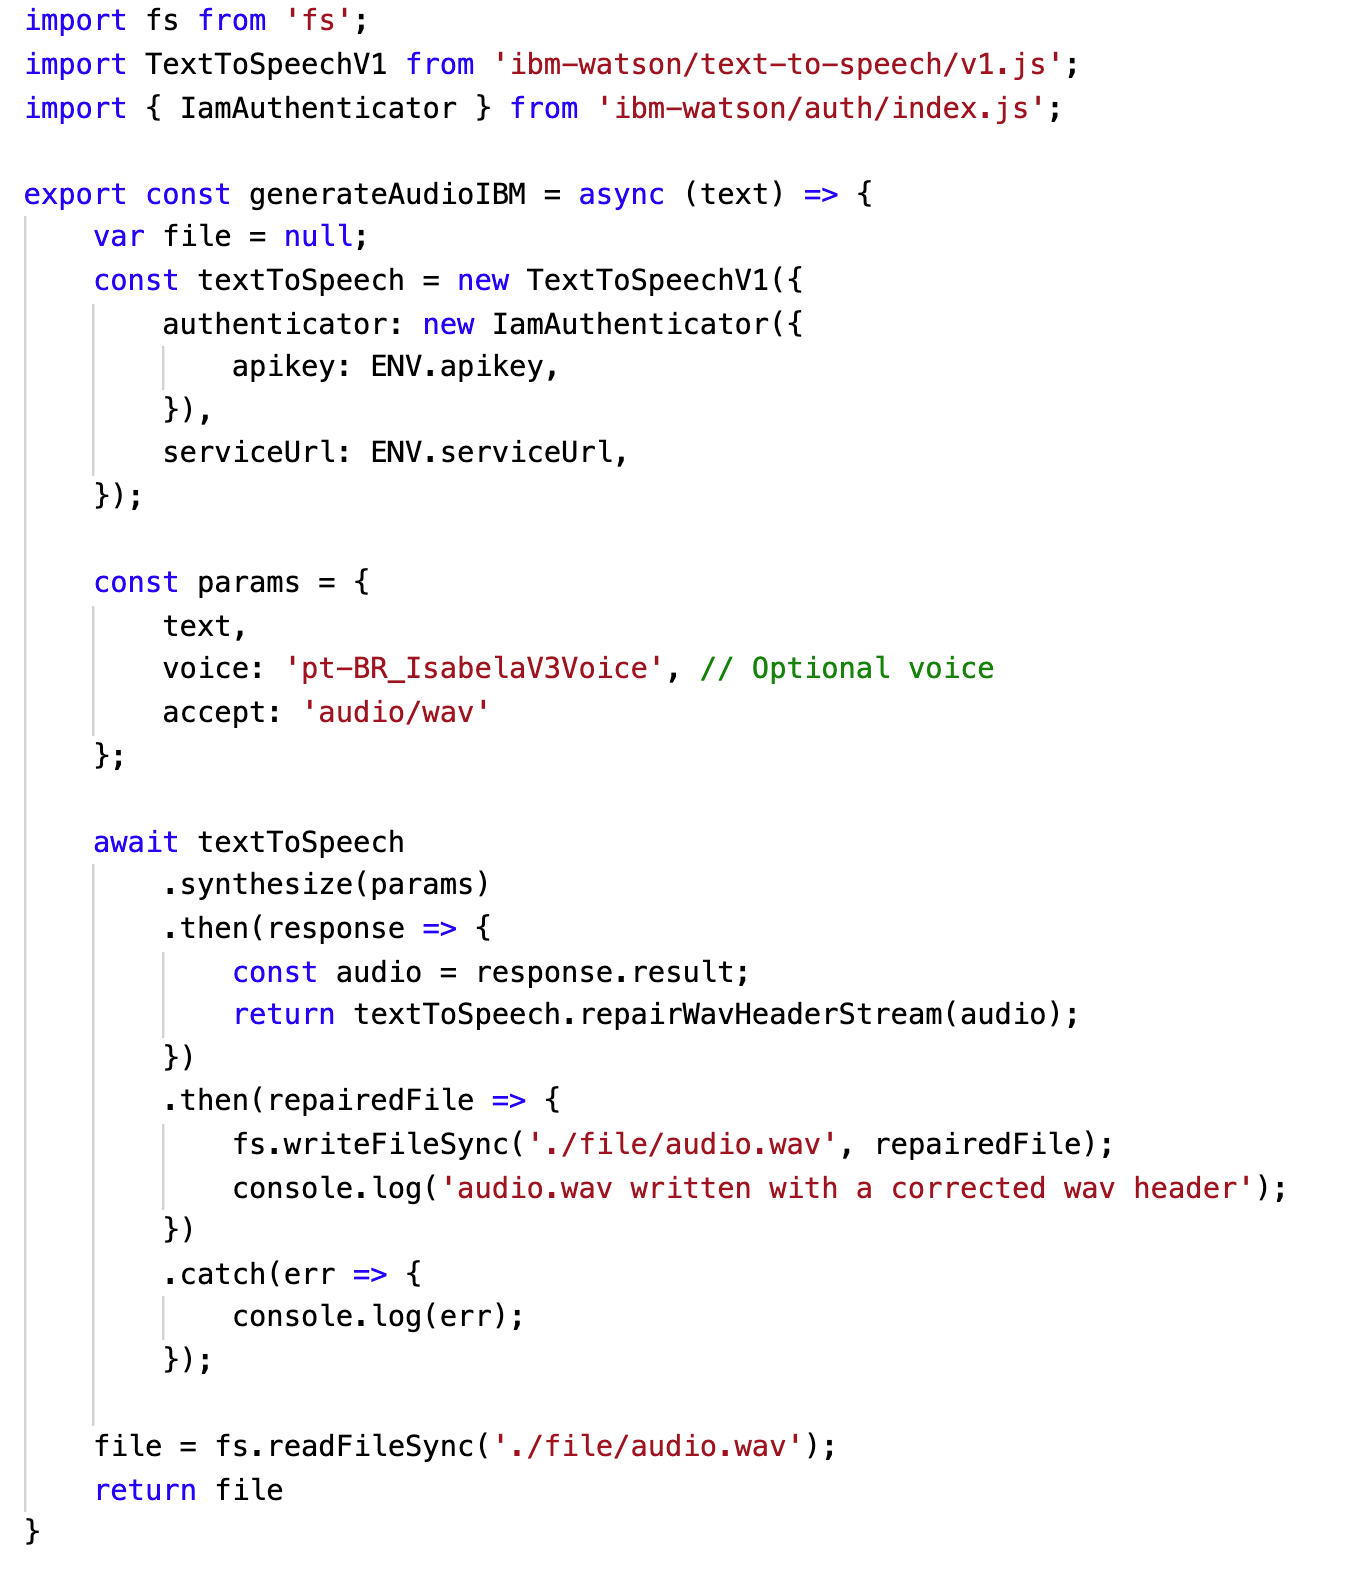 import fs from 'fs';
import TextToSpeechV1 from 'ibm-watson/text-to-speech/v1.js';
import { IamAuthenticator } from 'ibm-watson/auth/index.js';

export const generateAudioIBM = async (text) => {
    var file = null;
    const textToSpeech = new TextToSpeechV1({
        authenticator: new IamAuthenticator({
            apikey: ENV.apikey,
        }),
        serviceUrl: ENV.serviceUrl,
    });

    const params = {
        text,
        voice: 'pt-BR_IsabelaV3Voice', // Optional voice
        accept: 'audio/wav'
    };

    await textToSpeech
        .synthesize(params)
        .then(response => {
            const audio = response.result;
            return textToSpeech.repairWavHeaderStream(audio);
        })
        .then(repairedFile => {
            fs.writeFileSync('./file/audio.wav', repairedFile);
            console.log('audio.wav written with a corrected wav header');
        })
        .catch(err => {
            console.log(err);
        });

    file = fs.readFileSync('./file/audio.wav');
    return file
}